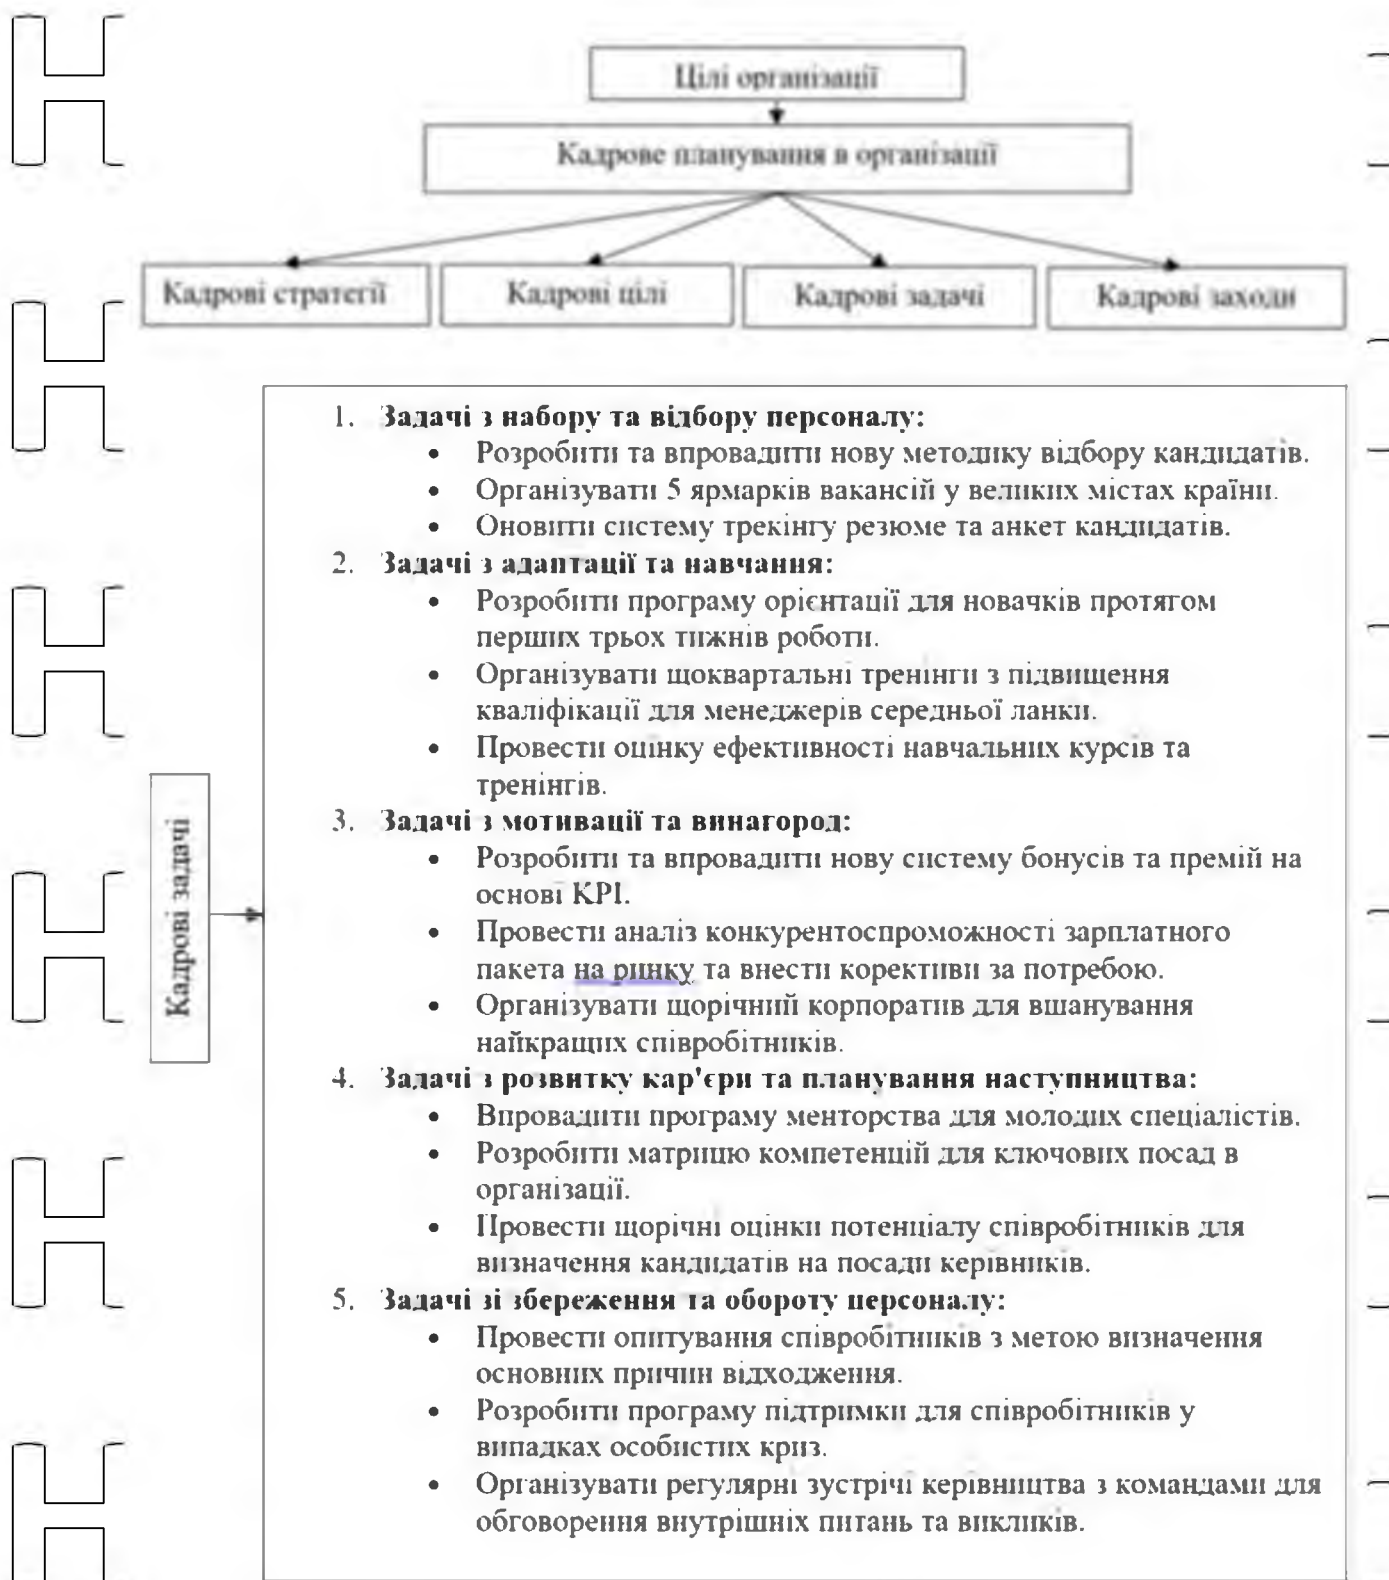 Цілі організації
Кадрове планування в організації
Кадрові стратегії
Кадрові цілі
Кадрові задачі
Кадрові заходи
Кадрові задачі
1. Задачі з набору та відбору персоналу:
• Розробити та впровадити нову методику відбору кандидатів.
• Організувати 5 ярмарків вакансій у великих містах країни.
• Оновити систему трекінгу резюме та анкет кандидатів.
2. Задачі з адаптації та навчання:
• Розробити програму орієнтації для новачків протягом
перших трьох тижнів роботи.
• Організувати щоквартальні тренінги з підвищення
кваліфікації для менеджерів середньої ланки.
• Провести оцінку ефективності навчальних курсів та
тренінгів.
3. Задачі з мотивації та винагород:
• Розробити та впровадити нову систему бонусів та премій на
основі KPI.
• Провести аналіз конкурентоспроможності зарплатного
пакета на ринку та внести корективи за потребою.
• Організувати щорічний корпоратив для вшанування
найкращих співробітників.
4. Задачі з розвитку кар'єри та планування наступництва:
• Впровадити програму менторства для молодих спеціалістів.
• Розробити матрицю компетенцій для ключових посад в
організації.
• Провести щорічні оцінки потенціалу співробітників для
визначення кандидатів на посади керівників.
5. Задачі зі збереження та обороту персоналу:
• Провести опитування співробітників з метою визначення
основних причин відходження.
• Розробити програму підтримки для співробітників у
випадках особистих криз.
• Організувати регулярні зустрічі керівництва з командами для
обговорення внутрішніх питань та викликів.